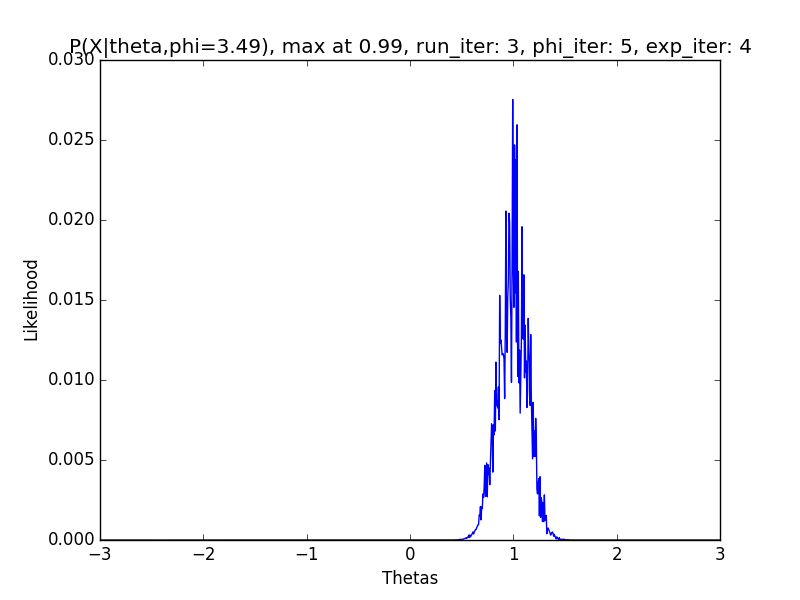 P(X|theta,phi=3.49), max at 0.99, run_iter: 3, phi_iter: 5, exp_iter: 4
0.030
0.025
0.020
0.015
0.010
0.005
0.000
Likelihood
−3 −2 −1 0 1 2 3
Thetas